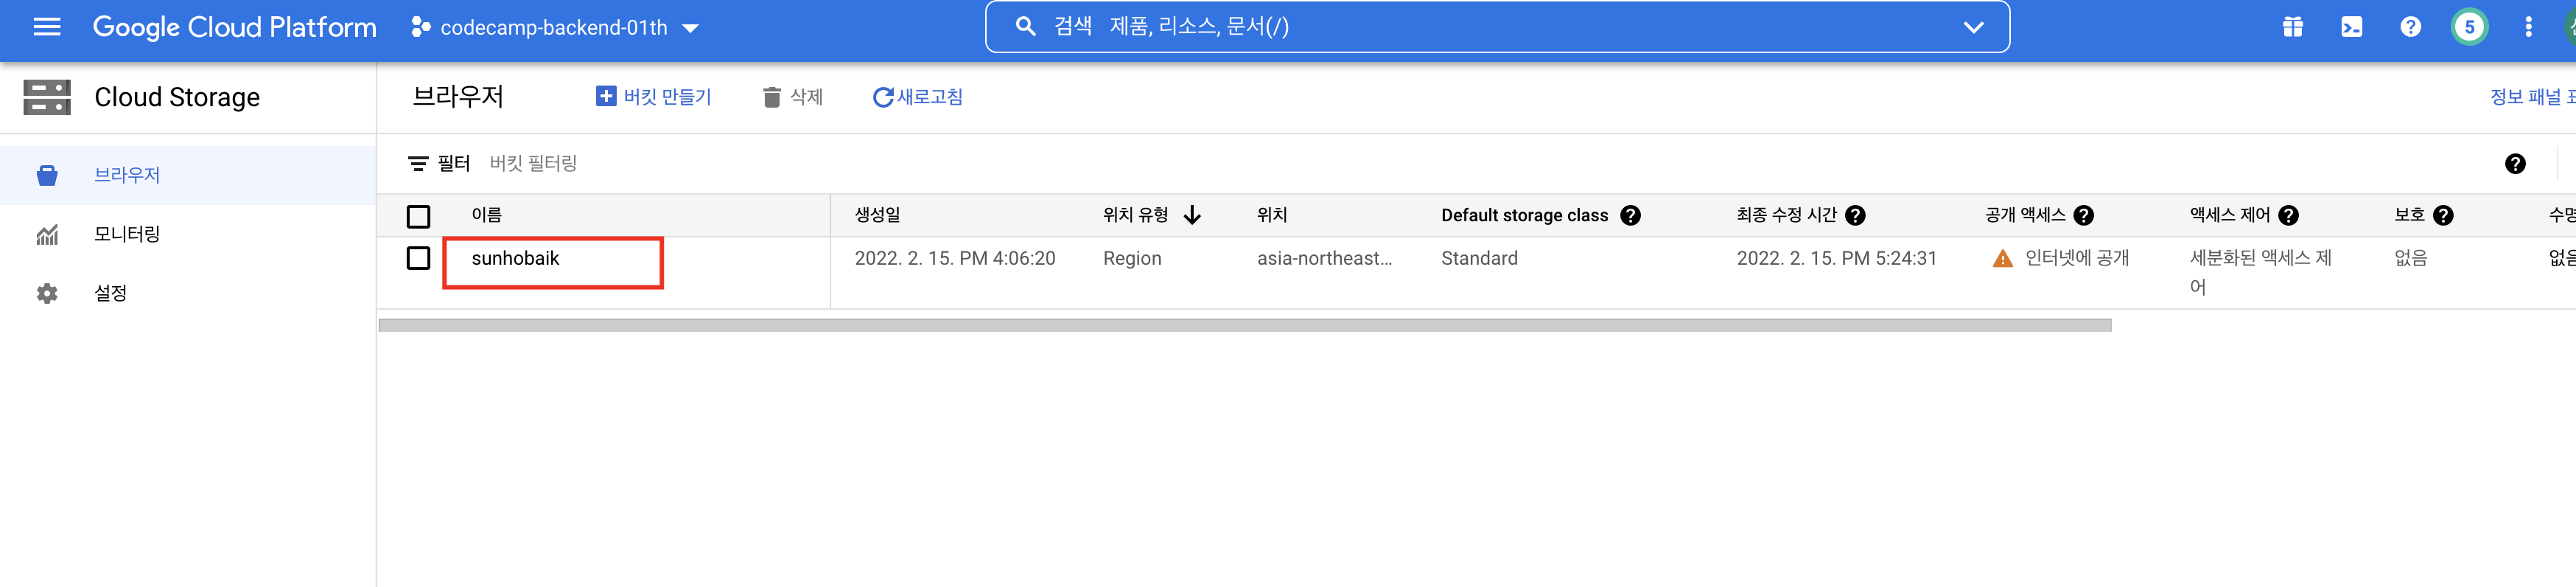 Google Cloud Platform codecamp-backend-01th 검색 제품, 리소스, 문서(/) 5
Cloud Storage 브라우저 버킷 만들기 삭제 새로고침 정보 패널
브라우저
모니터링
설정
필터 버킷 필터링
이름 생성일 위치 유형 위치 Default storage class 최종 수정 시간 공개 액세스 액세스 제어 보호
sunhobaik 2022. 2. 15. PM 4:06:20 Region asia-northeast... Standard 2022. 2. 15. PM 5:24:31 인터넷에 공개 세분화된 액세스 제 없음
어